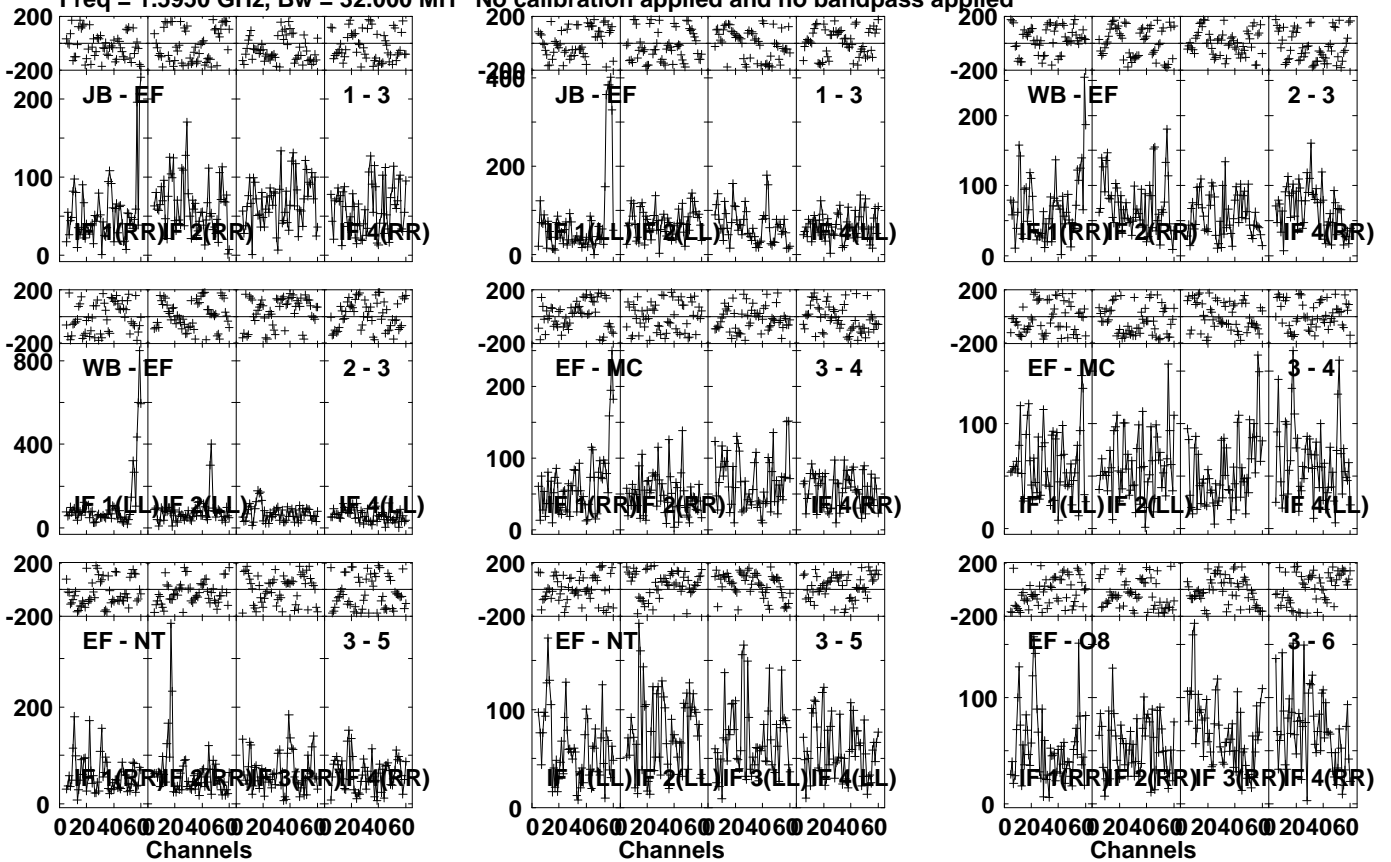 Freq = 1.5950 GHz, Bw = 32.000 MH No calibration applied and no bandpass applied
200
-200
JB - EF 1 - 3
200
100
0
IF 1(RR) IF 2(RR) IF 4(RR)
200
-200
400
JB - EF 1 - 3
200
0
IF 1(LL) IF 2(LL) IF 4(LL)
200
-200
WB - EF 2 - 3
200
100
0
IF 1(RR) IF 2(RR) IF 4(RR)
200
-200
800
WB - EF 2 - 3
400
0
IF 1(LL) IF 2(LL) IF 4(LL)
200
-200
EF - MC 3 - 4
200
100
0
IF 1(RR) IF 2(RR) IF 4(RR)
200
-200
EF - MC 3 - 4
100
0
IF 1(LL) IF 2(LL) IF 4(LL)
200
-200
EF - NT 3 - 5
200
0
IF 1(RR) IF 2(RR) IF 3(RR) IF 4(RR)
0 20 40 60 0 20 40 60 0 20 40 60 0 20 40 60
Channels
200
-200
EF - NT 3 - 5
100
0
IF 1(LL) IF 2(LL) IF 3(LL) IF 4(LL)
0 20 40 60 0 20 40 60 0 20 40 60 0 20 40 60
Channels
200
-200
EF - O8 3 - 6
100
0
IF 1(RR) IF 2(RR) IF 3(RR) IF 4(RR)
0 20 40 60 0 20 40 60 0 20 40 60 0 20 40 60
Channels